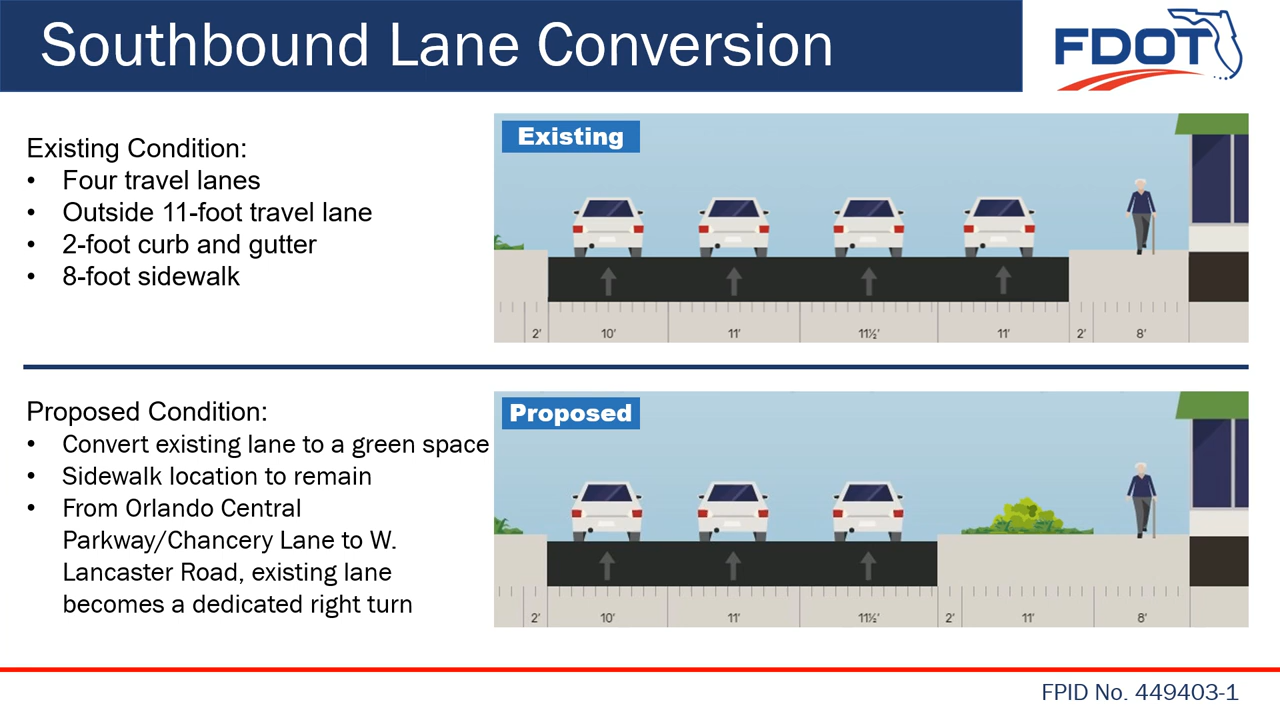 Southbound Lane Conversion
FDOT
Existing Condition:
• Four travel lanes
• Outside 11-foot travel lane
• 2-foot curb and gutter
• 8-foot sidewalk
Existing
2' 10' 11' 11½' 11' 2' 8'
Proposed Condition:
• Convert existing lane to a green space
• Sidewalk location to remain
• From Orlando Central
Parkway/Chancery Lane to W.
Lancaster Road, existing lane
becomes a dedicated right turn
Proposed
2' 10' 11' 11½' 2' 11' 8'
FPID No. 449403-1